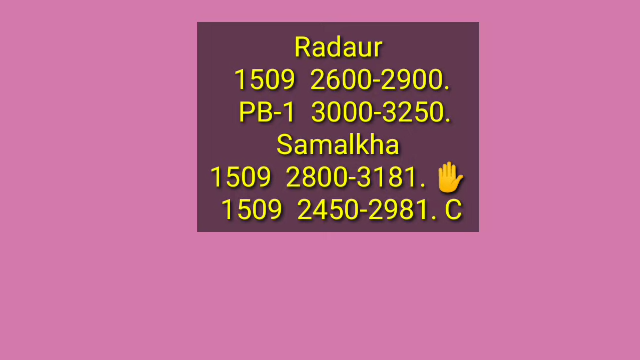 Radaur
1509 2600-2900.
PB-1 3000-3250.
Samalkha
1509 2800-3181. ✋
1509 2450-2981. C